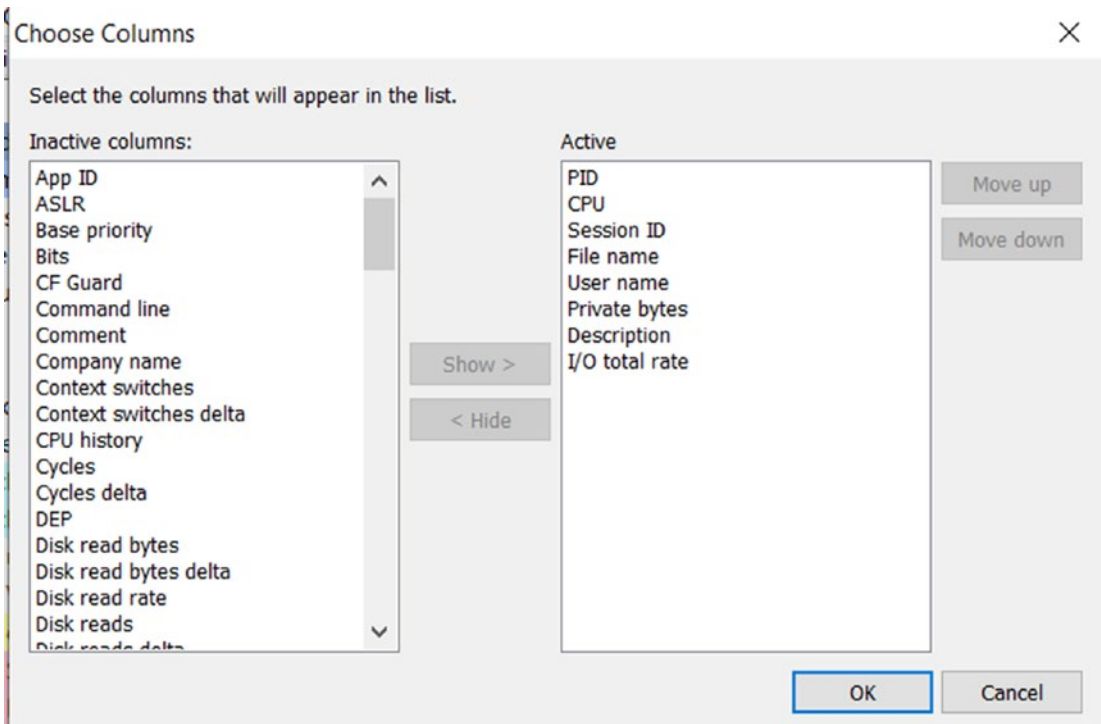 Choose Columns
Select the columns that will appear in the list.
Inactive columns:
App ID
ASLR
Base priority
Bits
CF Guard
Command line
Comment
Company name
Context switches
Context switches delta
CPU history
Cycles
Cycles delta
DEP
Disk read bytes
Disk read bytes delta
Disk read rate
Disk reads
Disk reads delta
Show >
< Hide
Active
PID
CPU
Session ID
File name
User name
Private bytes
Description
I/O total rate
Move up
Move down
OK
Cancel